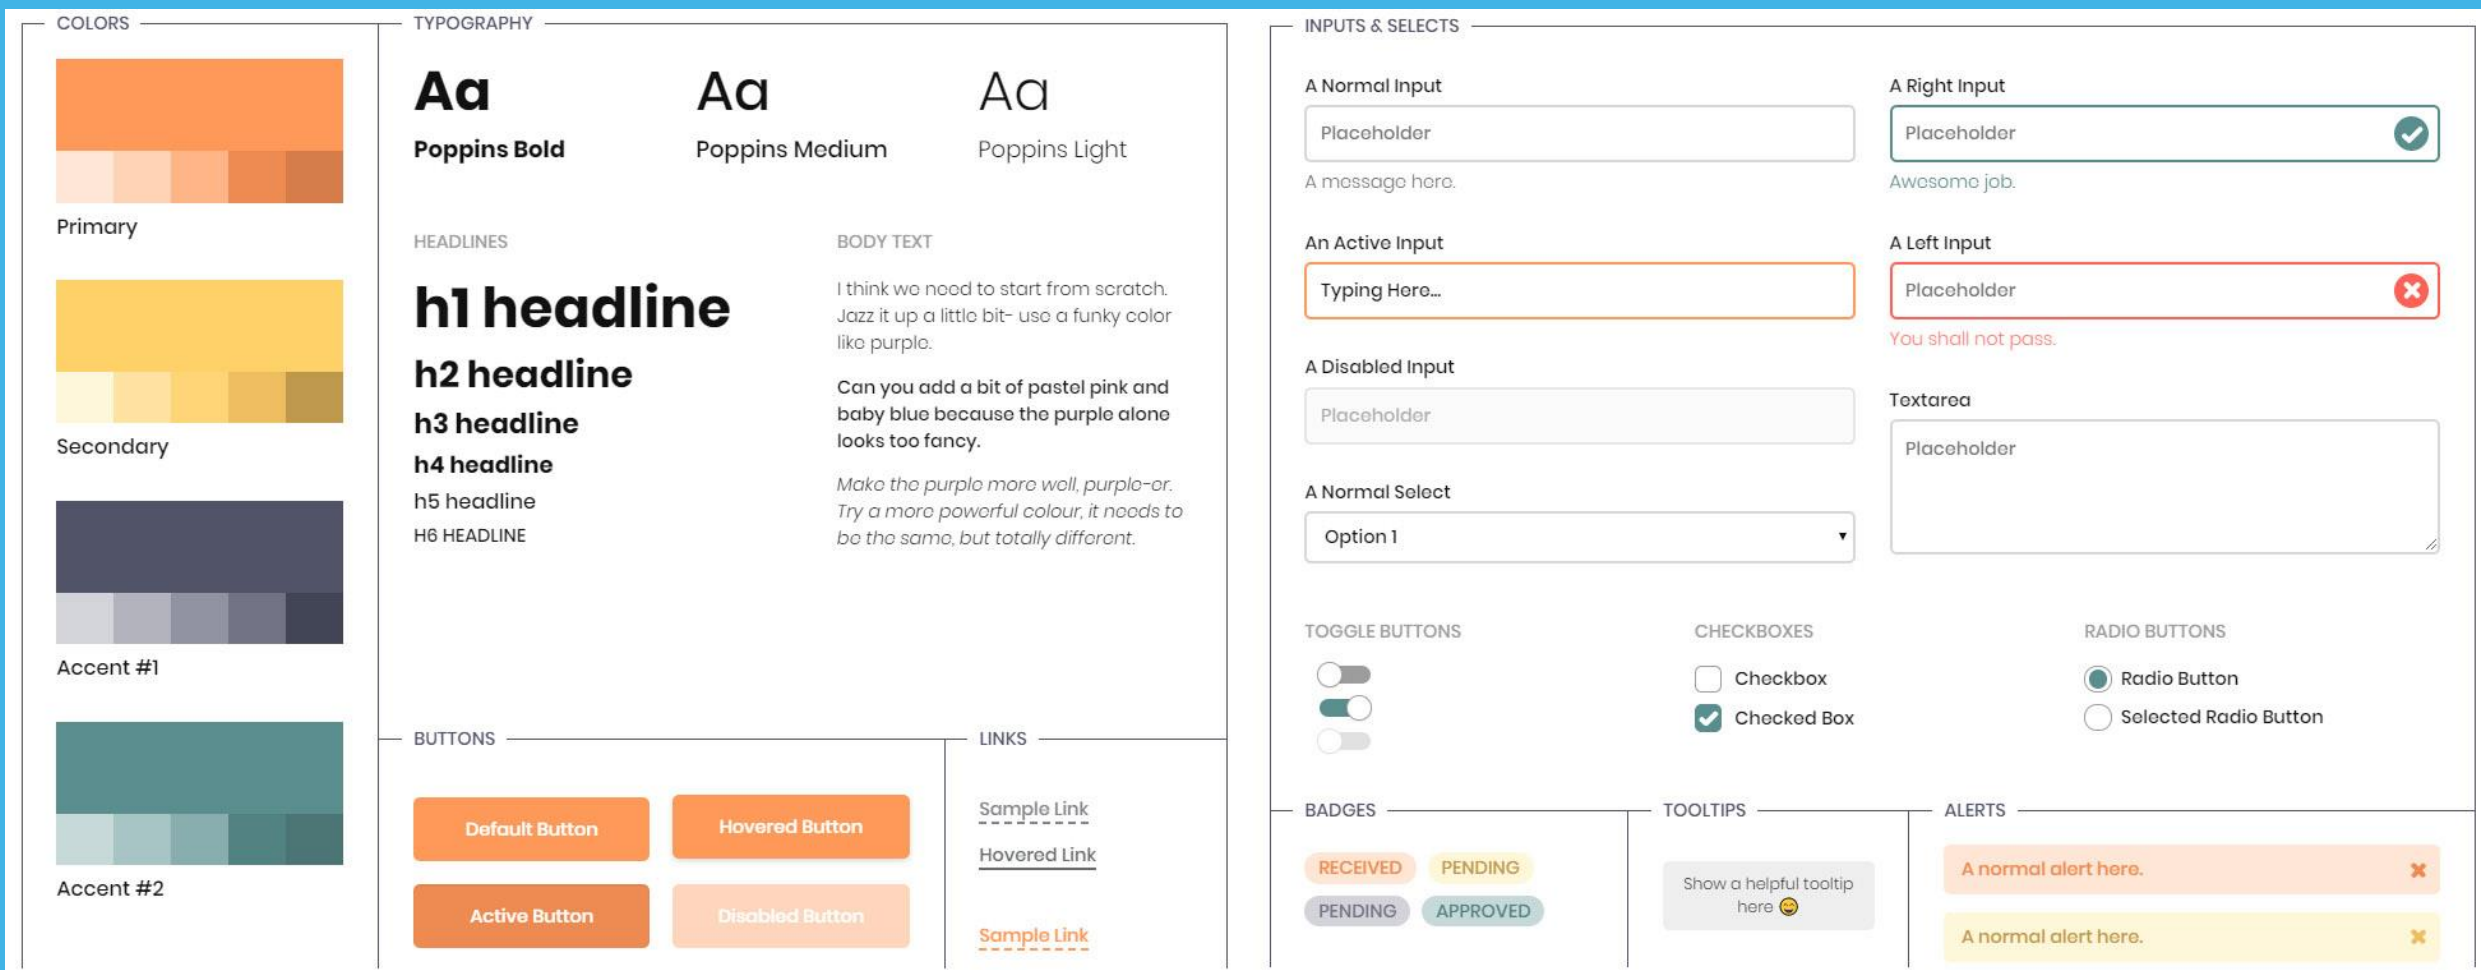 COLORS
Primary
Secondary
Accent #1
Accent #2
TYPOGRAPHY
Aa
Aa
Aa
Poppins Bold
Poppins Medium
Poppins Light
HEADLINES
h1 headline
h2 headline
h3 headline
h4 headline
h5 headline
H6 HEADLINE
BODY TEXT
I think we need to start from scratch.
Jazz it up a little bit- use a funky color
like purple.
Can you add a bit of pastel pink and
baby blue because the purple alone
looks too fancy.
Make the purple more well, purple-er.
Try a more powerful colour, it needs to
be the same, but totally different.
BUTTONS
Default Button
Hovered Button
Active Button
Disabled Button
LINKS
Sample Link
Hovered Link
Sample Link
INPUTS & SELECTS
A Normal Input
Placeholder
A message here.
An Active Input
Typing Here...
A Disabled Input
Placeholder
A Normal Select
Option 1
A Right Input
Placeholder
Awesome job.
A Left Input
Placeholder
You shall not pass.
Textarea
Placeholder
TOGGLE BUTTONS
CHECKBOXES
Checkbox
Checked Box
RADIO BUTTONS
Radio Button
Selected Radio Button
BADGES
RECEIVED
PENDING
PENDING
APPROVED
TOOLTIPS
Show a helpful tooltip
here 😄
ALERTS
A normal alert here.
A normal alert here.